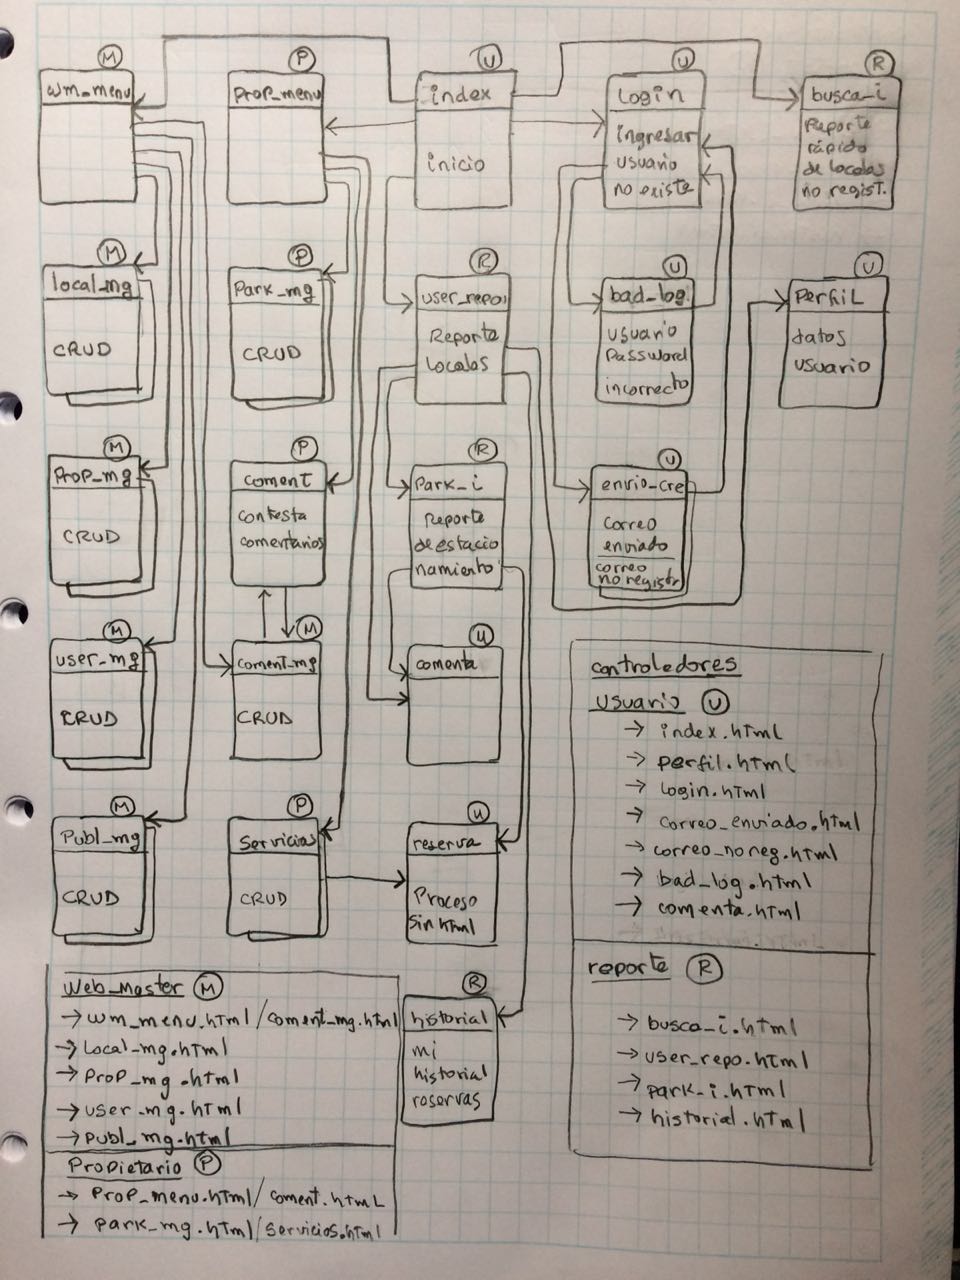 M
wm_menu
P
Prop_menu
U
index
inicio
U
login
ingresar
usuario
no existe
R
busca_i
Reporte
rápido
de locales
no regist.
M
local_mg
CRUD
P
Park_mg
CRUD
R
user_repo
Reporte
Locales
U
bad_log
usuario
Password
incorrecto
U
Perfil
datos
usuario
M
Prop_mg
CRUD
P
coment
contesta
comentarios
R
Park_i
Reporte
de estacio
namiento
U
envio_cre
correo
enviado
correo
no registr
M
user_mg
CRUD
M
coment_mg
CRUD
U
comenta
M
Publ_mg
CRUD
P
Servicios
CRUD
U
reserva
Proceso
sin html
R
historial
mi
historial
reservas
controledores
usuario U
→ index.html
→ perfil.html
→ login.html
→ correo_enviado.html
→ correo_noreg.html
→ bad_log.html
→ comenta.html
reporte R
→ busca_i.html
→ user_repo.html
→ park_i.html
→ historial.html
Web_Master M
→ wm_menu.html/coment_mg.html
→ Local_mg.html
→ Prop_mg.html
→ user_mg.html
→ Publ_mg.html
Propietario P
→ Prop_menu.html/coment.html
→ park_mg.html/servicios.html